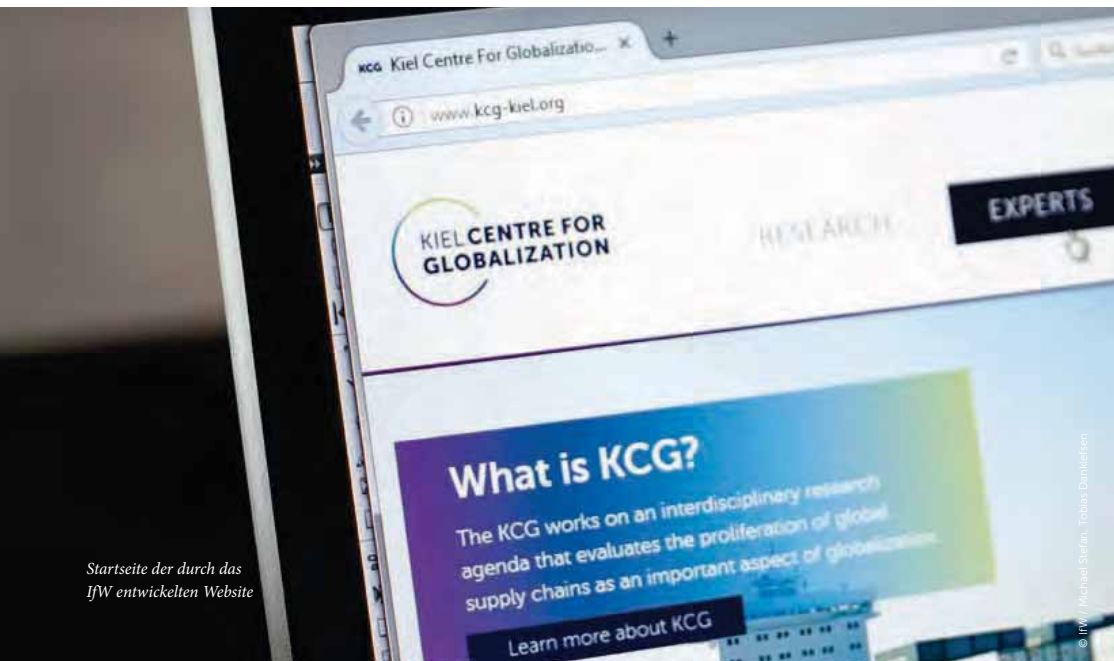 KCG Kiel Centre For Globalizatio... × +
www.kcg-kiel.org
KIEL CENTRE FOR
GLOBALIZATION
RESEARCH
EXPERTS
What is KCG?
The KCG works on an interdisciplinary research
agenda that evaluates the proliferation of global
supply chains as an important aspect of globalization.
Learn more about KCG
Startseite der durch das
IfW entwickelten Website
© IfW / Michael Stefan, Tobias Dankleifsen